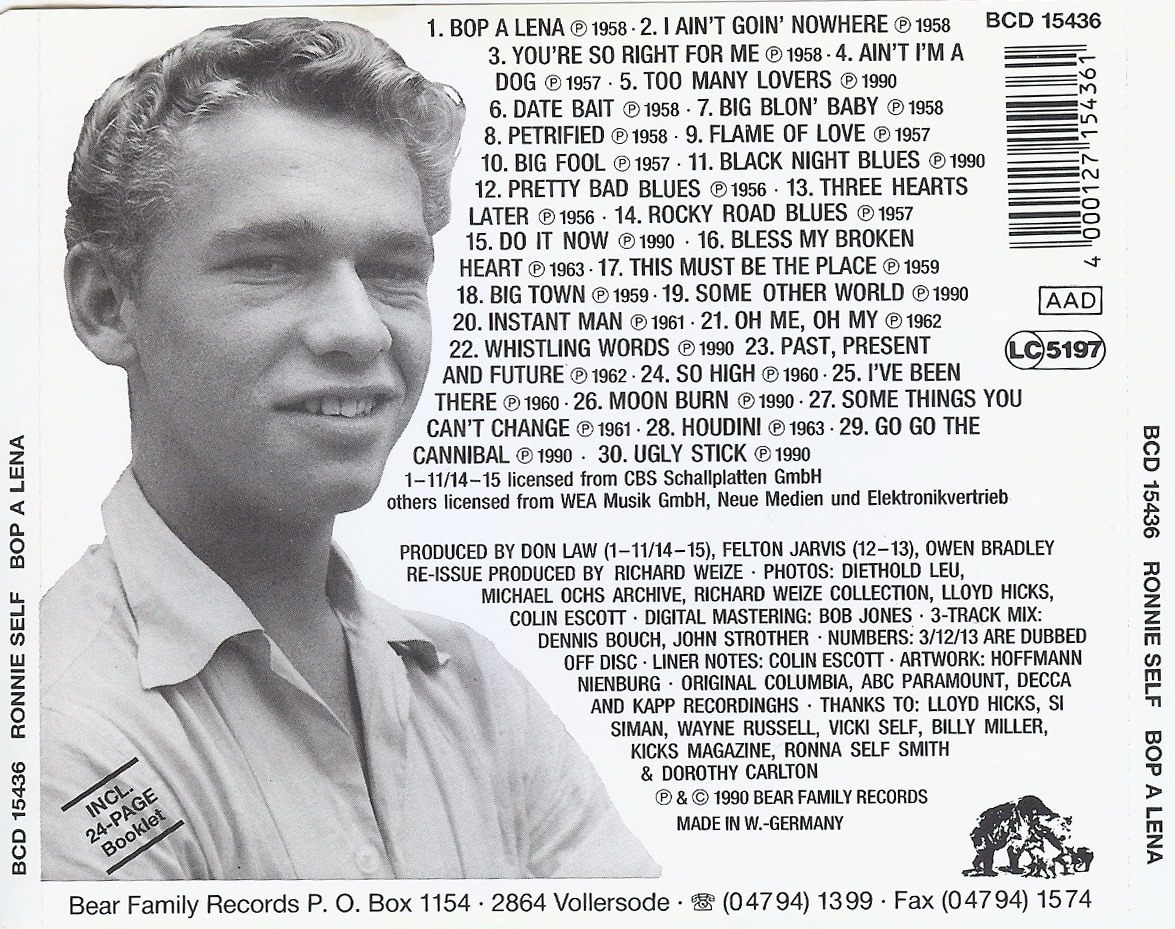 1. BOP A LENA ℗ 1958 · 2. I AIN'T GOIN' NOWHERE ℗ 1958
3. YOU'RE SO RIGHT FOR ME ℗ 1958 · 4. AIN'T I'M A
DOG ℗ 1957 · 5. TOO MANY LOVERS ℗ 1990
6. DATE BAIT ℗ 1958 · 7. BIG BLON' BABY ℗ 1958
8. PETRIFIED ℗ 1958 · 9. FLAME OF LOVE ℗ 1957
10. BIG FOOL ℗ 1957 · 11. BLACK NIGHT BLUES ℗ 1990
12. PRETTY BAD BLUES ℗ 1956 · 13. THREE HEARTS
LATER ℗ 1956 · 14. ROCKY ROAD BLUES ℗ 1957
15. DO IT NOW ℗ 1990 · 16. BLESS MY BROKEN
HEART ℗ 1963 · 17. THIS MUST BE THE PLACE ℗ 1959
18. BIG TOWN ℗ 1959 · 19. SOME OTHER WORLD ℗ 1990
20. INSTANT MAN ℗ 1961 · 21. OH ME, OH MY ℗ 1962
22. WHISTLING WORDS ℗ 1990 23. PAST, PRESENT
AND FUTURE ℗ 1962 · 24. SO HIGH ℗ 1960 · 25. I'VE BEEN
THERE ℗ 1960 · 26. MOON BURN ℗ 1990 · 27. SOME THINGS YOU
CAN'T CHANGE ℗ 1961 · 28. HOUDINI ℗ 1963 · 29. GO GO THE
CANNIBAL ℗ 1990 · 30. UGLY STICK ℗ 1990
1–11/14–15 licensed from CBS Schallplatten GmbH
others licensed from WEA Musik GmbH, Neue Medien und Elektronikvertrieb
BCD 15436
4 000127 154361
AAD
LC 5197
PRODUCED BY DON LAW (1–11/14–15), FELTON JARVIS (12–13), OWEN BRADLEY
RE-ISSUE PRODUCED BY RICHARD WEIZE · PHOTOS: DIETHOLD LEU,
MICHAEL OCHS ARCHIVE, RICHARD WEIZE COLLECTION, LLOYD HICKS,
COLIN ESCOTT · DIGITAL MASTERING: BOB JONES · 3-TRACK MIX:
DENNIS BOUCH, JOHN STROTHER · NUMBERS: 3/12/13 ARE DUBBED
OFF DISC · LINER NOTES: COLIN ESCOTT · ARTWORK: HOFFMANN
NIENBURG · ORIGINAL COLUMBIA, ABC PARAMOUNT, DECCA
AND KAPP RECORDINGHS · THANKS TO: LLOYD HICKS, SI
SIMAN, WAYNE RUSSELL, VICKI SELF, BILLY MILLER,
KICKS MAGAZINE, RONNA SELF SMITH
& DOROTHY CARLTON
℗ & © 1990 BEAR FAMILY RECORDS
MADE IN W.-GERMANY
INCL.
24-PAGE
Booklet
Bear Family Records P. O. Box 1154 · 2864 Vollersode · ☏ (04794) 1399 · Fax (04794) 1574
BCD 15436 RONNIE SELF BOP A LENA
BCD 15436 RONNIE SELF BOP A LENA